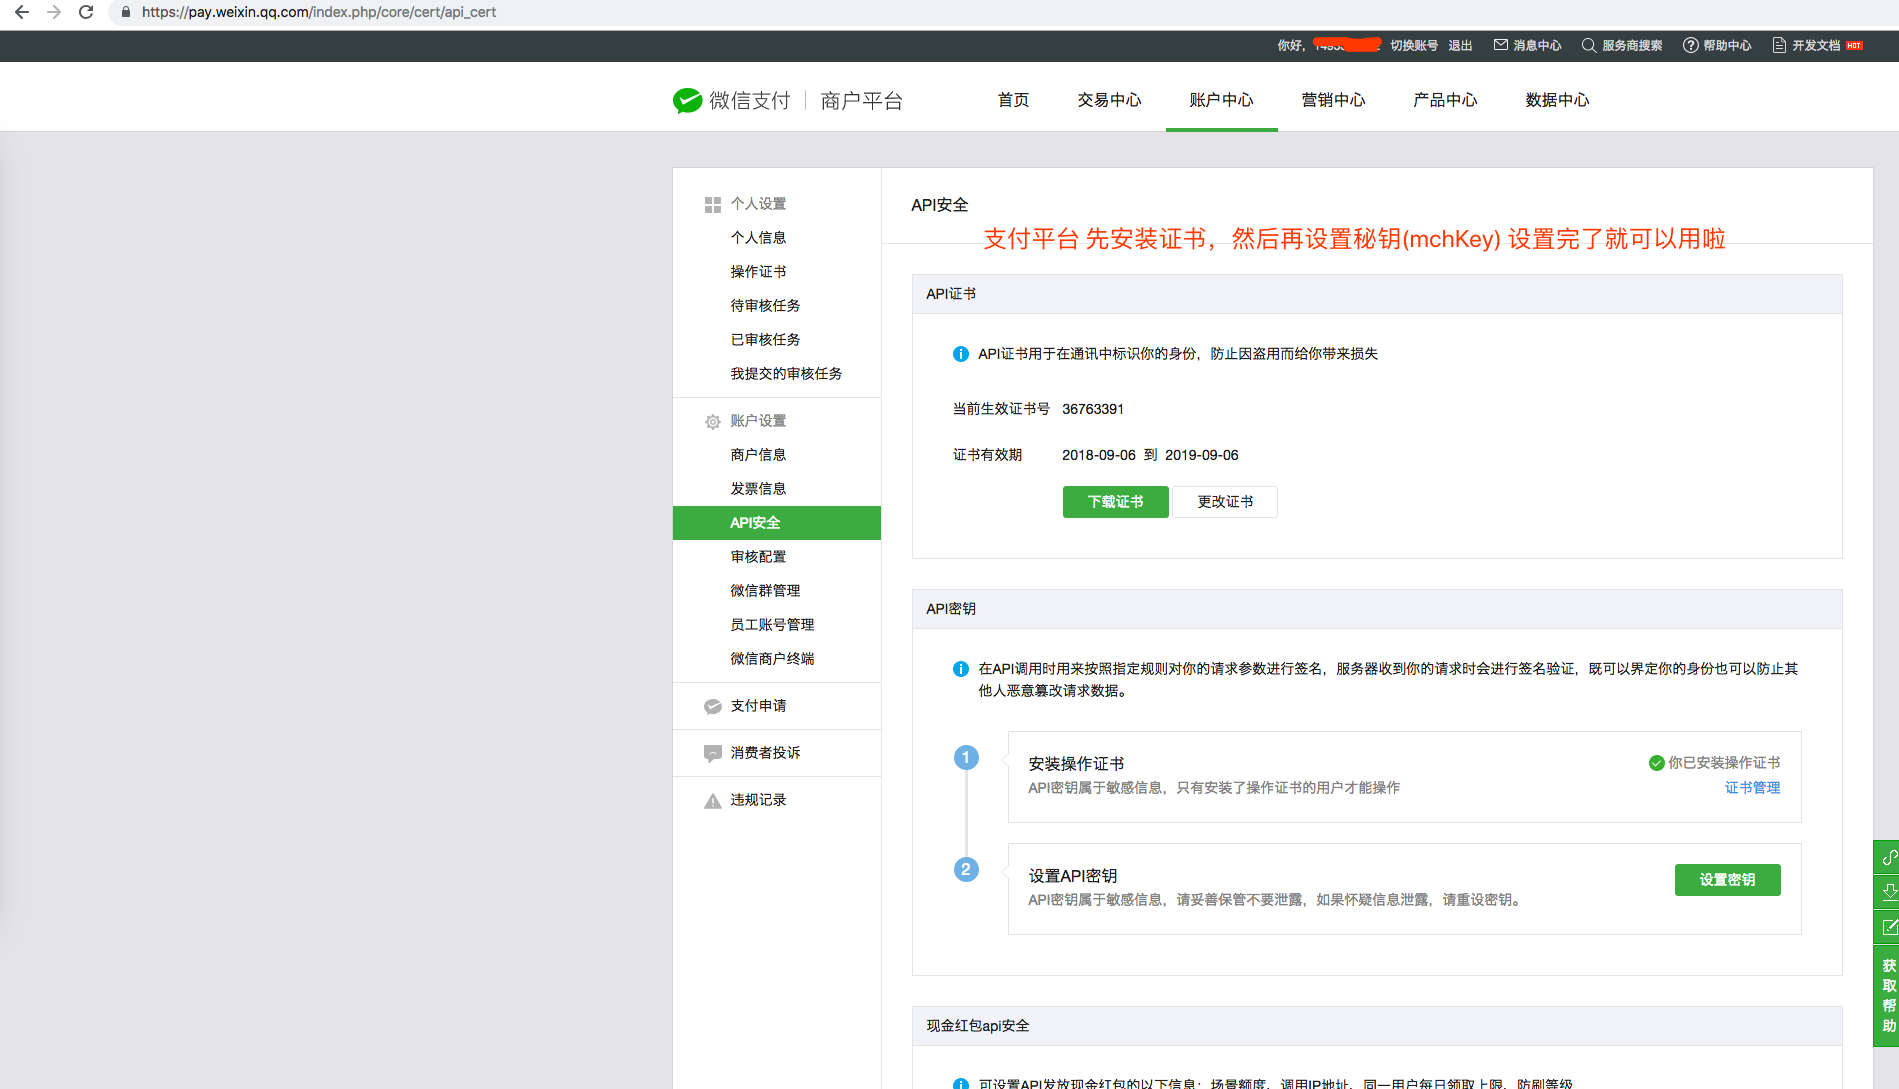 https://pay.weixin.qq.com/index.php/core/cert/api_cert
你好, 切换账号 退出 消息中心 服务商搜索 帮助中心 开发文档 HOT
微信支付 商户平台 首页 交易中心 账户中心 营销中心 产品中心 数据中心
个人设置
个人信息
操作证书
待审核任务
已审核任务
我提交的审核任务
账户设置
商户信息
发票信息
API安全
审核配置
微信群管理
员工账号管理
微信商户终端
支付申请
消费者投诉
违规记录
API安全
支付平台 先安装证书，然后再设置秘钥(mchKey) 设置完了就可以用啦
API证书
API证书用于在通讯中标识你的身份，防止因盗用而给你带来损失
当前生效证书号 36763391
证书有效期 2018-09-06 到 2019-09-06
下载证书 更改证书
API密钥
在API调用时用来按照指定规则对你的请求参数进行签名，服务器收到你的请求时会进行签名验证，既可以界定你的身份也可以防止其
他人恶意篡改请求数据。
1
安装操作证书
你已安装操作证书
API密钥属于敏感信息，只有安装了操作证书的用户才能操作
证书管理
2
设置API密钥
设置密钥
API密钥属于敏感信息，请妥善保管不要泄露，如果怀疑信息泄露，请重设密钥。
现金红包api安全
可设置API发放现金红包的以下信息：场景额度、调用IP地址、同一用户每日领取上限、防刷等级
获
取
帮
助